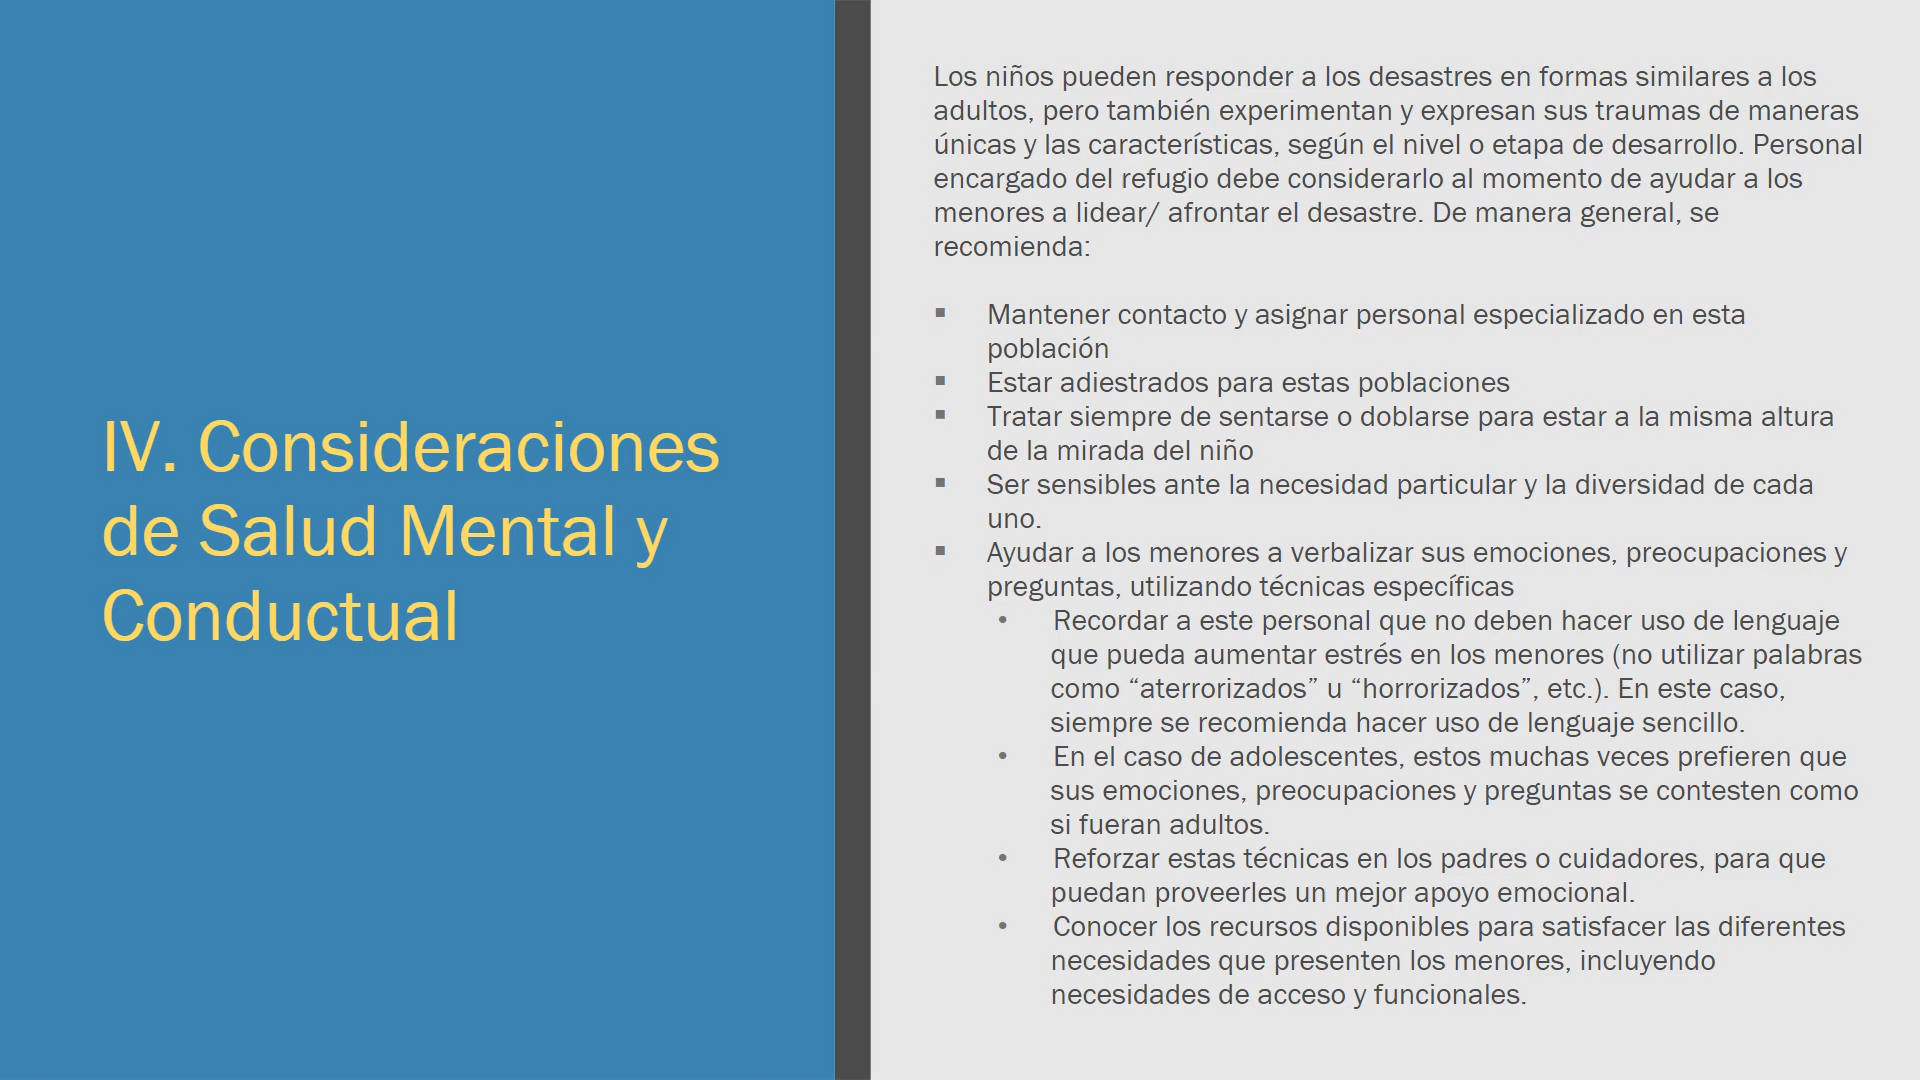 IV. Consideraciones
de Salud Mental y
Conductual
Los niños pueden responder a los desastres en formas similares a los
adultos, pero también experimentan y expresan sus traumas de maneras
únicas y las características, según el nivel o etapa de desarrollo. Personal
encargado del refugio debe considerarlo al momento de ayudar a los
menores a lidear/ afrontar el desastre. De manera general, se
recomienda:
▪ Mantener contacto y asignar personal especializado en esta
población
▪ Estar adiestrados para estas poblaciones
▪ Tratar siempre de sentarse o doblarse para estar a la misma altura
de la mirada del niño
▪ Ser sensibles ante la necesidad particular y la diversidad de cada
uno.
▪ Ayudar a los menores a verbalizar sus emociones, preocupaciones y
preguntas, utilizando técnicas específicas
• Recordar a este personal que no deben hacer uso de lenguaje
que pueda aumentar estrés en los menores (no utilizar palabras
como “aterrorizados” u “horrorizados”, etc.). En este caso,
siempre se recomienda hacer uso de lenguaje sencillo.
• En el caso de adolescentes, estos muchas veces prefieren que
sus emociones, preocupaciones y preguntas se contesten como
si fueran adultos.
• Reforzar estas técnicas en los padres o cuidadores, para que
puedan proveerles un mejor apoyo emocional.
• Conocer los recursos disponibles para satisfacer las diferentes
necesidades que presenten los menores, incluyendo
necesidades de acceso y funcionales.